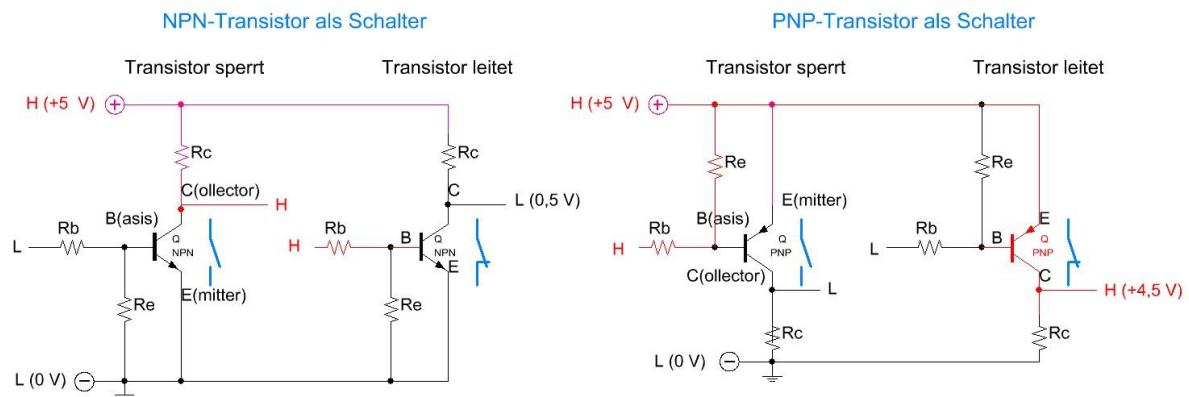 NPN-Transistor als Schalter
Transistor sperrt
Transistor leitet
H (+5 V)
Rc
Rc
C(ollector)
H
C
L (0,5 V)
B(asis)
Rb
L
Q
NPN
H
Rb
B
Q
NPN
E
E(mitter)
Re
Re
L (0 V)
PNP-Transistor als Schalter
Transistor sperrt
Transistor leitet
H (+5 V)
Re
Re
E(mitter)
B(asis)
Rb
H
Q
PNP
C(ollector)
L
Rc
E
Rb
L
B
Q
PNP
C
H (+4,5 V)
Rc
L (0 V)